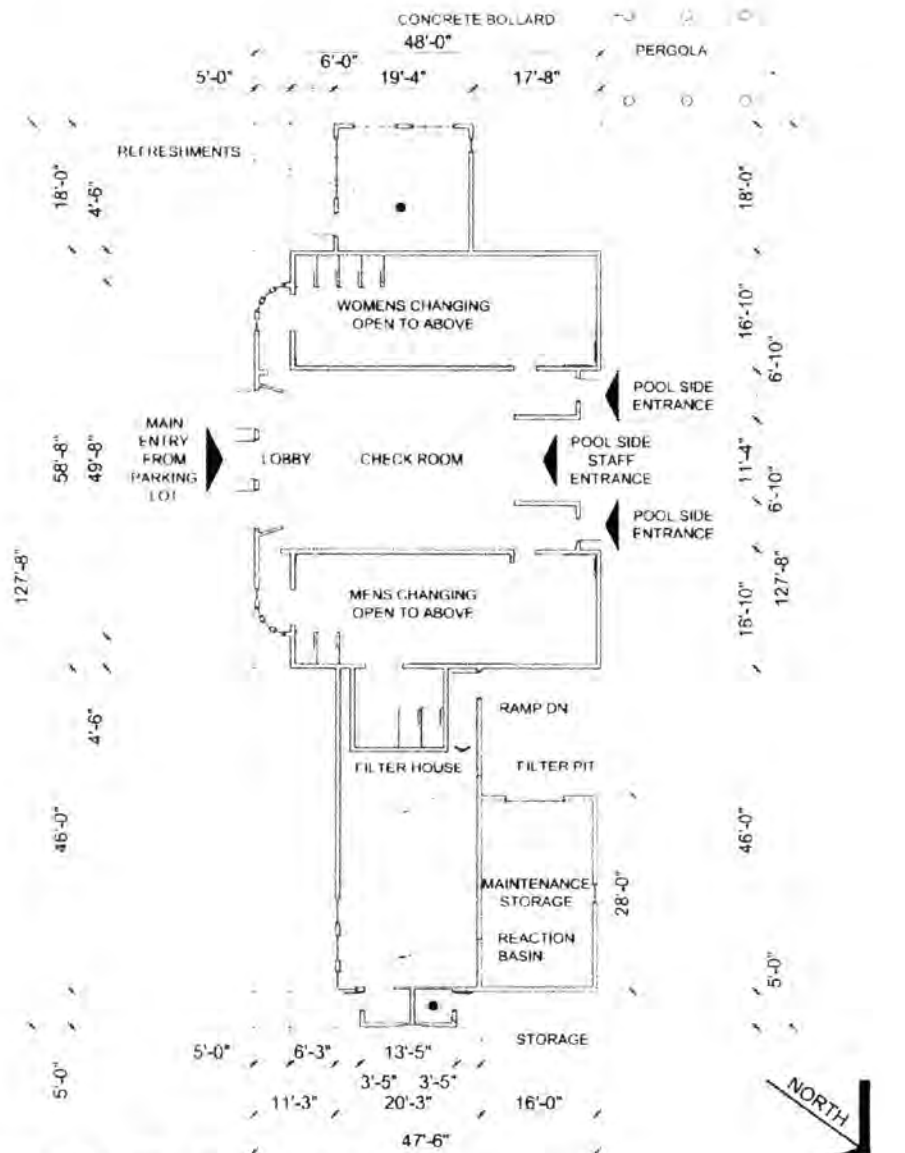 CONCRETE BOLLARD
48'-0"
PERGOLA
6'-0"
5'-0" 19'-4" 17'-8"
REFRESHMENTS
18'-0"
4'-6"
18'-0"
WOMENS CHANGING
OPEN TO ABOVE
16'-10"
6'-10"
POOL SIDE
ENTRANCE
MAIN
ENTRY
FROM
PARKING
LOT
LOBBY
CHECK ROOM
POOL SIDE
STAFF
ENTRANCE
58'-8"
49'-8"
11'-4"
6'-10"
POOL SIDE
ENTRANCE
127'-8"
127'-8"
MENS CHANGING
OPEN TO ABOVE
16'-10"
4'-6"
RAMP DN
FILTER HOUSE
FILTER PIT
46'-0"
46'-0"
MAINTENANCE
STORAGE
28'-0"
REACTION
BASIN
5'-0"
STORAGE
5'-0"
5'-0" 6'-3" 13'-5"
3'-5" 3'-5"
11'-3" 20'-3" 16'-0"
47'-6"
NORTH